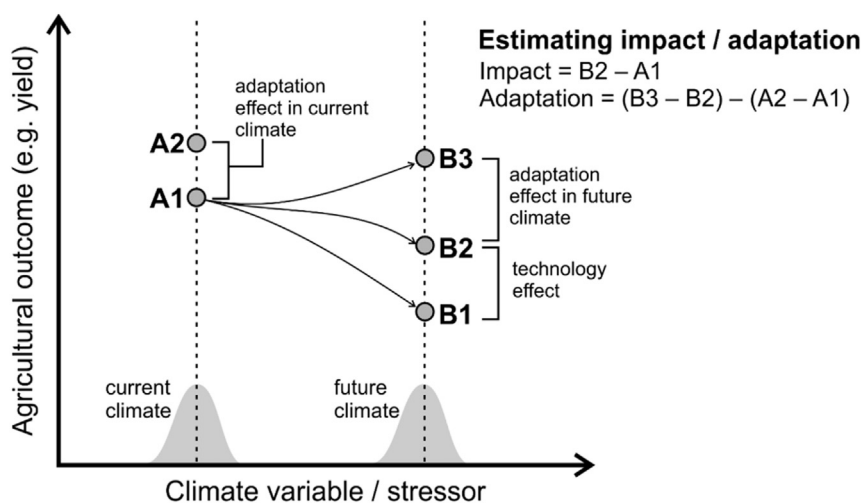 Estimating impact / adaptation
Impact = B2 – A1
Adaptation = (B3 – B2) – (A2 – A1)
Agricultural outcome (e.g. yield)
adaptation
effect in current
climate
A2
A1
B3
adaptation
effect in future
climate
B2
technology
effect
B1
current
climate
future
climate
Climate variable / stressor